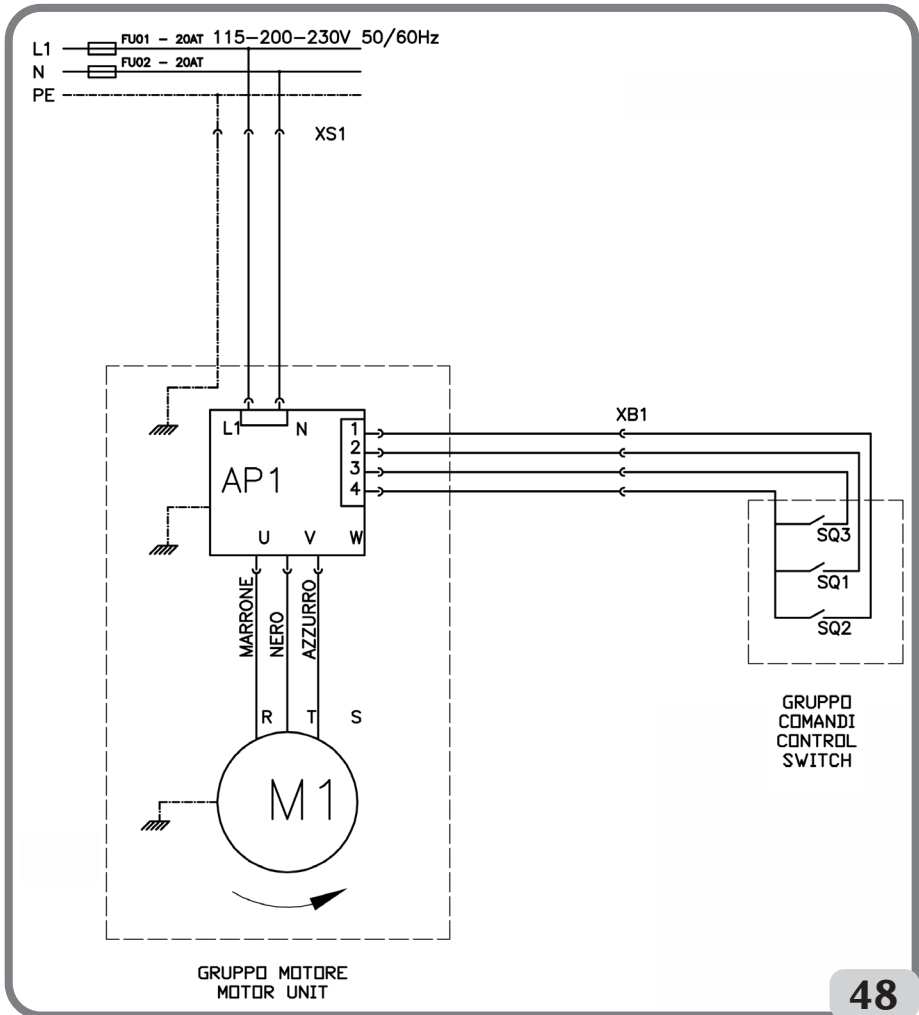 FU01 - 20AT 115-200-230V 50/60Hz
L1
FU02 - 20AT
N
PE
XS1
XB1
L1 N
1
2
3
4
AP1
U V W
SQ3
SQ1
SQ2
MARRONE
NERO
AZZURRO
R T S
M1
GRUPPO
COMANDI
CONTROL
SWITCH
GRUPPO MOTORE
MOTOR UNIT
48